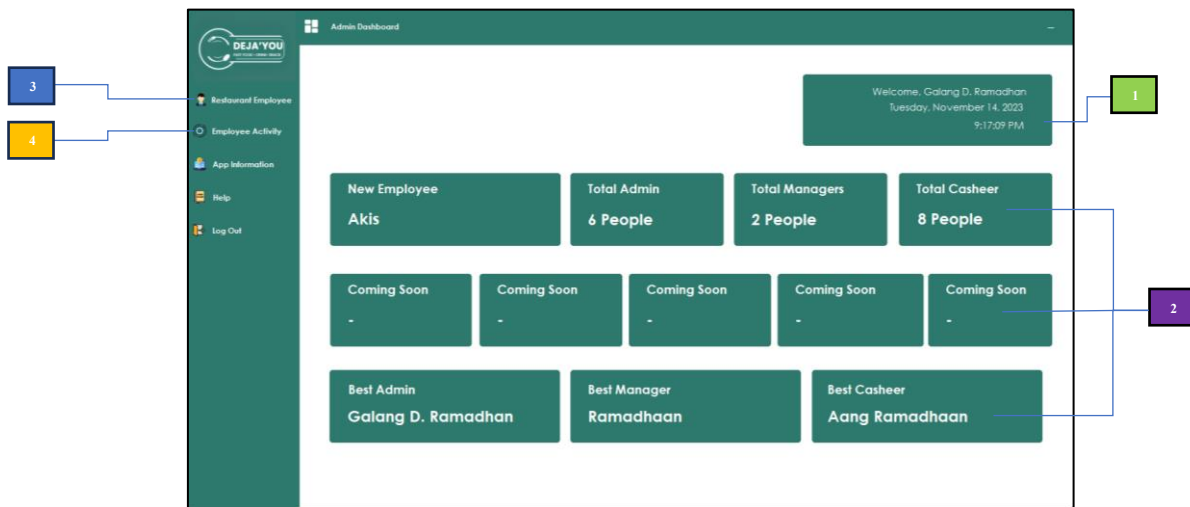 Admin Dashboard
DEJA'YOU
3
Restaurant Employee
4
Employee Activity
App Information
Help
Log Out
Welcome, Galang D. Ramadhan
Tuesday, November 14, 2023
9:17:09 PM
1
New Employee
Akis
Total Admin
6 People
Total Managers
2 People
Total Casheer
8 People
Coming Soon
-
Coming Soon
-
Coming Soon
-
Coming Soon
-
Coming Soon
-
2
Best Admin
Galang D. Ramadhan
Best Manager
Ramadhaan
Best Casheer
Aang Ramadhaan